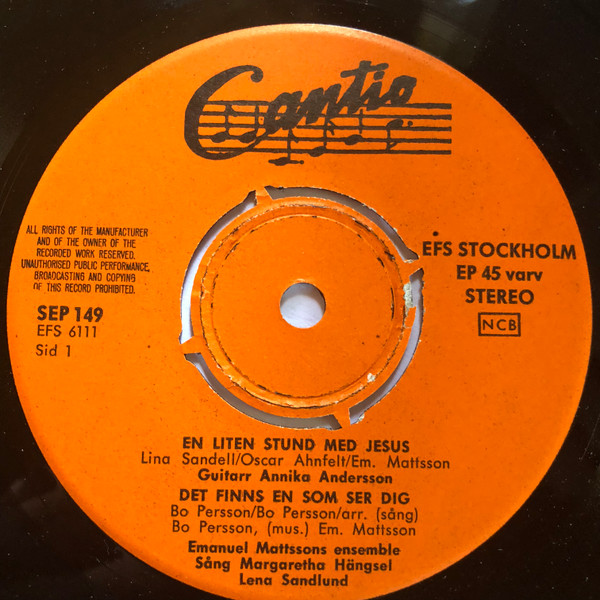 Cantio
ALL RIGHTS OF THE MANUFACTURER
AND OF THE OWNER OF THE
RECORDED WORK RESERVED.
UNAUTHORISED PUBLIC PERFORMANCE,
BROADCASTING AND COPYING
OF THIS RECORD PROHIBITED.
SEP 149
EFS 6111
Sid 1
EFS STOCKHOLM
EP 45 varv
STEREO
NCB
EN LITEN STUND MED JESUS
Lina Sandell/Oscar Ahnfelt/Em. Mattsson
Guitarr Annika Andersson
DET FINNS EN SOM SER DIG
Bo Persson/Bo Persson/arr. (sång)
Bo Persson, (mus.) Em. Mattsson
Emanuel Mattssons ensemble
Sång Margaretha Hängsel
Lena Sandlund